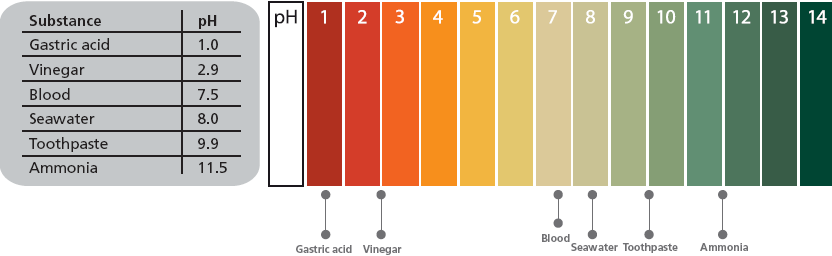 Substance pH
Gastric acid 1.0
Vinegar 2.9
Blood 7.5
Seawater 8.0
Toothpaste 9.9
Ammonia 11.5
pH 1 2 3 4 5 6 7 8 9 10 11 12 13 14
Gastric acid Vinegar Blood Seawater Toothpaste Ammonia